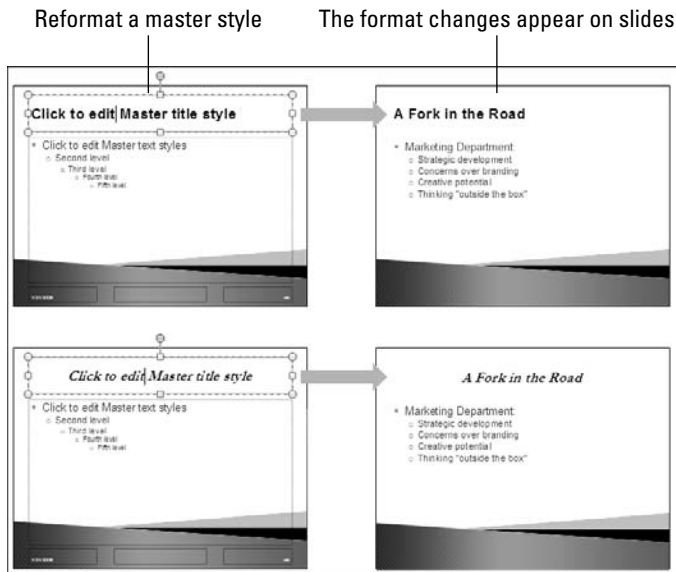 Reformat a master style
The format changes appear on slides
Click to edit Master title style
Click to edit Master text styles
Second level
Third level
Fourth level
Fifth level
A Fork in the Road
Marketing Department:
Strategic development
Concerns over branding
Creative potential
Thinking "outside the box"
Click to edit Master title style
Click to edit Master text styles
Second level
Third level
Fourth level
Fifth level
A Fork in the Road
Marketing Department:
Strategic development
Concerns over branding
Creative potential
Thinking "outside the box"